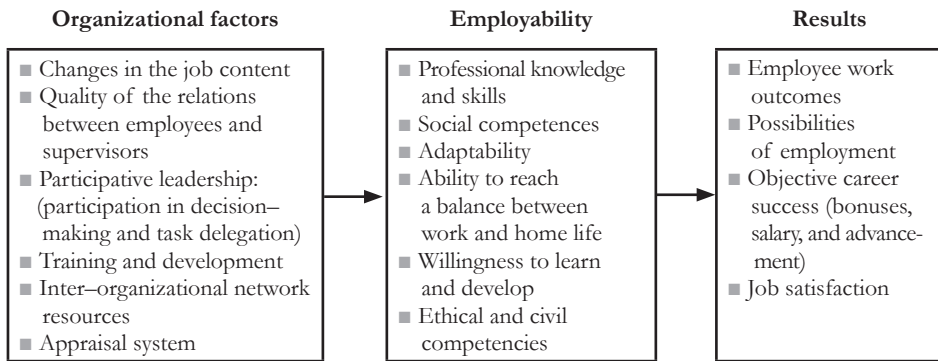 Organizational factors
■ Changes in the job content
■ Quality of the relations
between employees and
supervisors
■ Participative leadership:
(participation in decision–
making and task delegation)
■ Training and development
■ Inter–organizational network
resources
■ Appraisal system
Employability
■ Professional knowledge
and skills
■ Social competences
■ Adaptability
■ Ability to reach
a balance between
work and home life
■ Willingness to learn
and develop
■ Ethical and civil
competencies
Results
■ Employee work
outcomes
■ Possibilities
of employment
■ Objective career
success (bonuses,
salary, and advance-
ment)
■ Job satisfaction